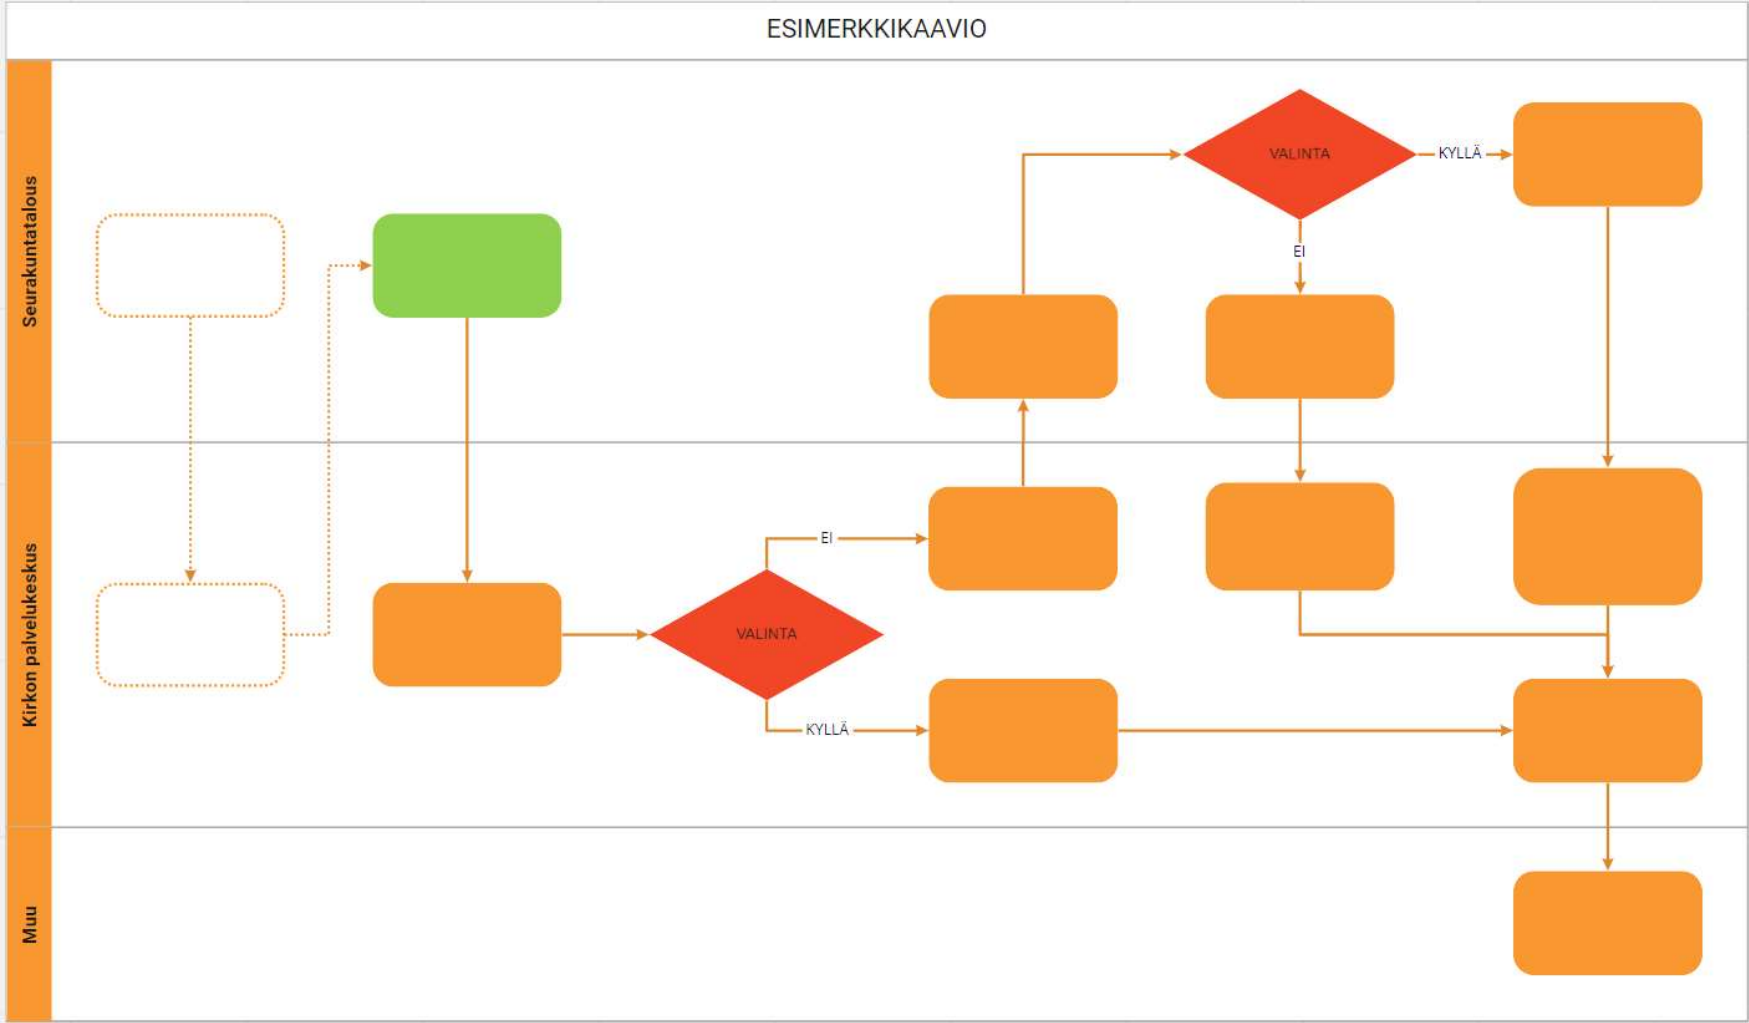 ESIMERKKIKAAVIO
Seurakuntatalous
VALINTA
KYLLÄ
EI
Kirkon palvelukeskus
EI
VALINTA
KYLLÄ
Muu